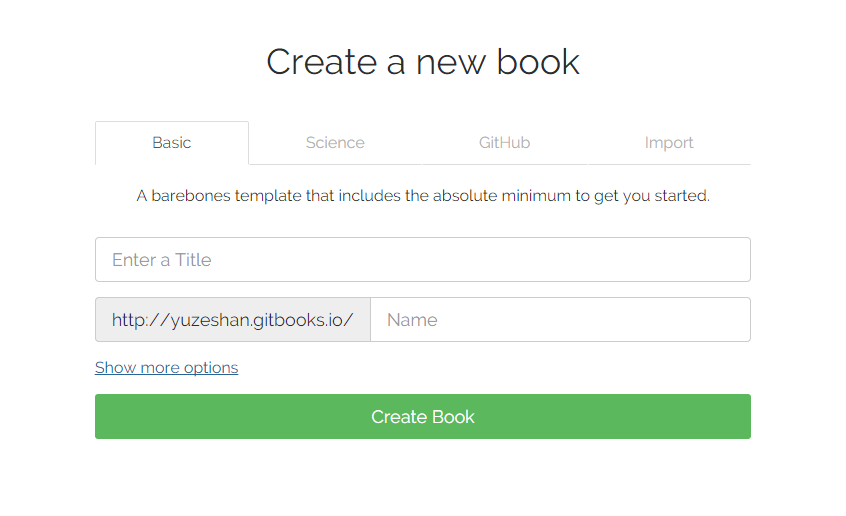 Create a new book
Basic Science GitHub Import
A barebones template that includes the absolute minimum to get you started.
Enter a Title
http://yuzeshan.gitbooks.io/ Name
Show more options
Create Book